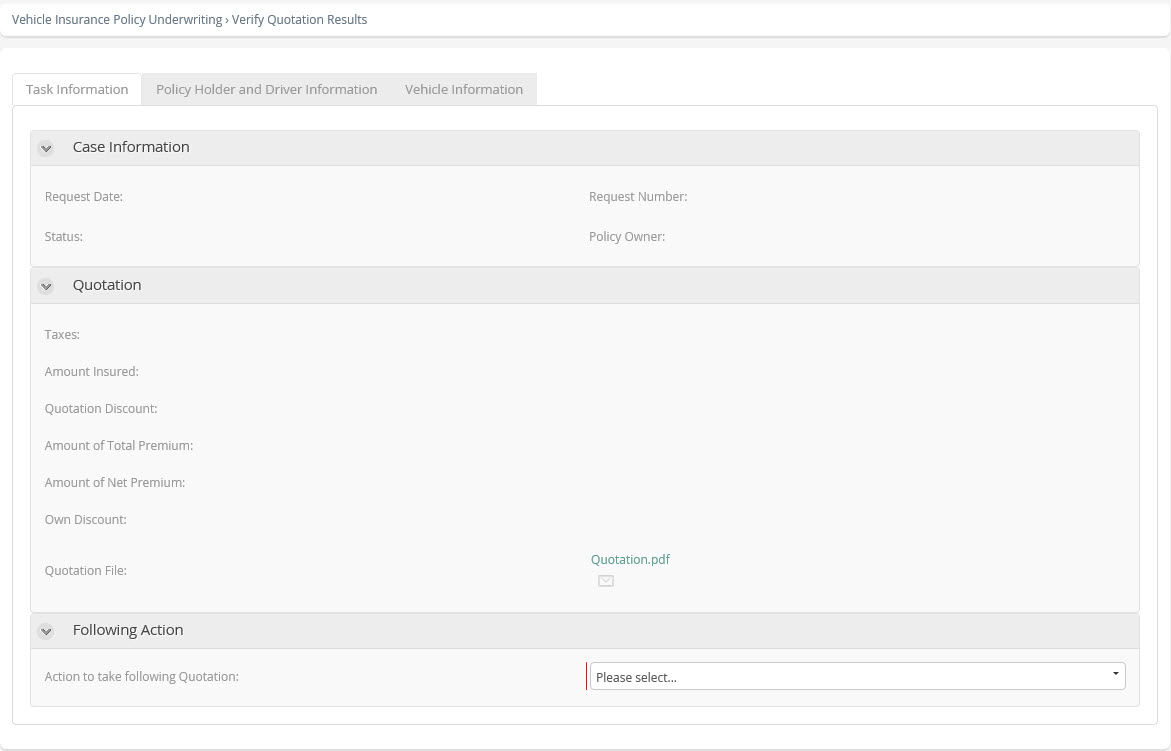 Vehicle Insurance Policy Underwriting › Verify Quotation Results
Task Information Policy Holder and Driver Information Vehicle Information
Case Information
Request Date: Request Number:
Status: Policy Owner:
Quotation
Taxes:
Amount Insured:
Quotation Discount:
Amount of Total Premium:
Amount of Net Premium:
Own Discount:
Quotation File: Quotation.pdf
Following Action
Action to take following Quotation: Please select...